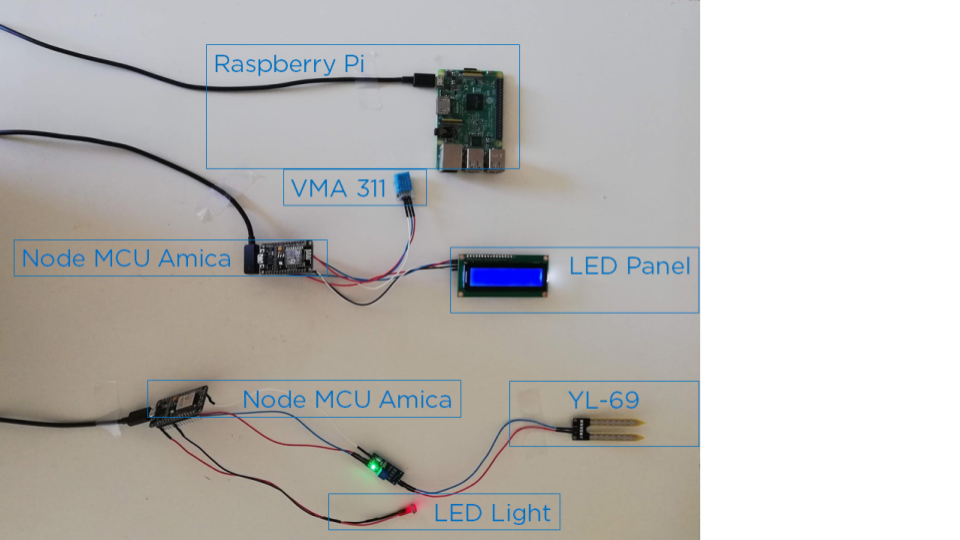 Raspberry Pi
VMA 311
Node MCU Amica
LED Panel
Node MCU Amica
YL-69
LED Light